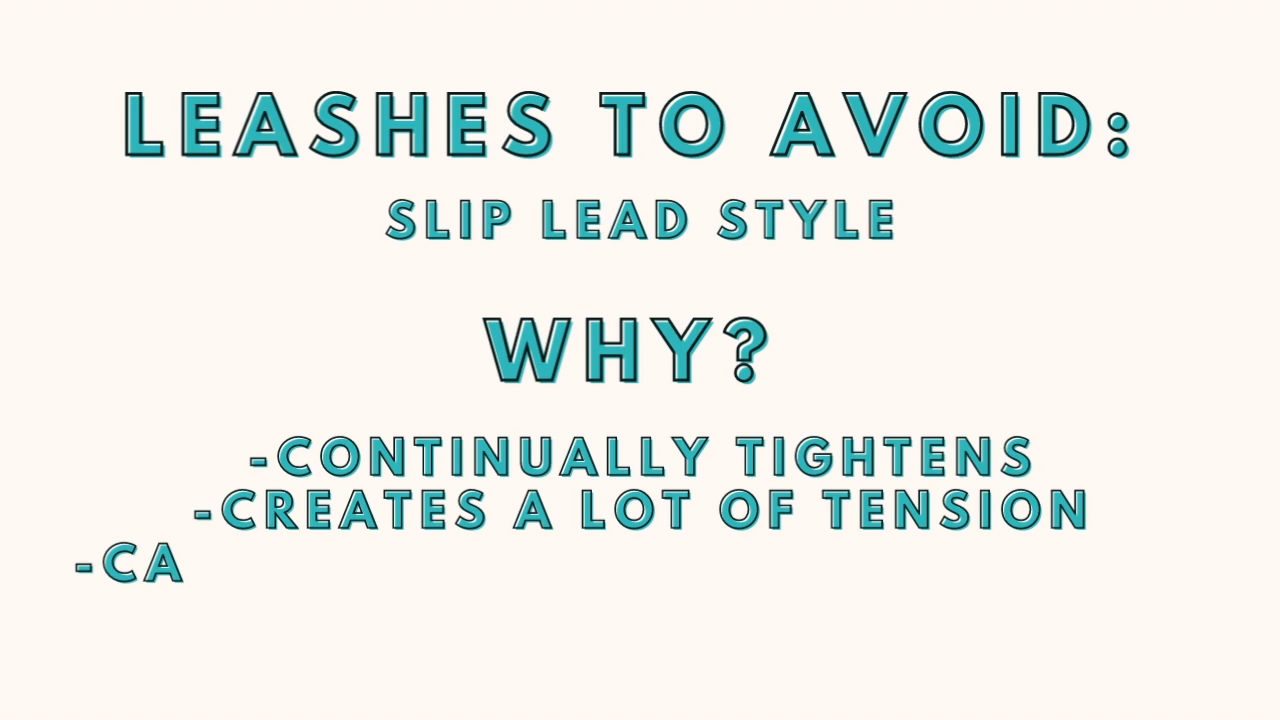 LEASHES TO AVOID:
SLIP LEAD STYLE
WHY?
-CONTINUALLY TIGHTENS
-CREATES A LOT OF TENSION
-CA